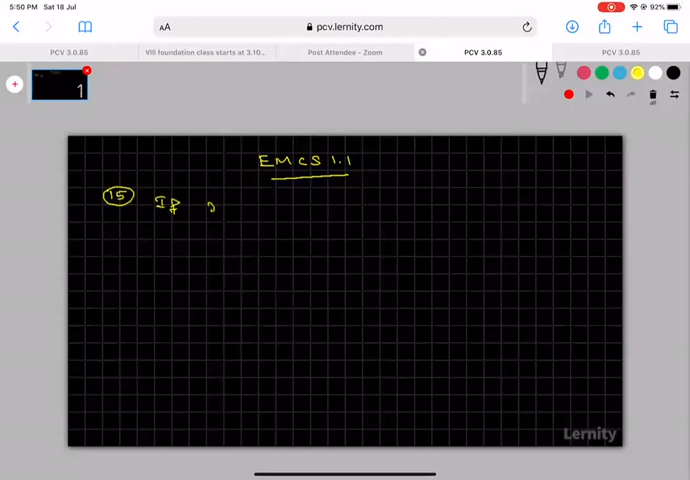 5:50 PM Sat 18 Jul 92%
AA pcv.lernity.com
PCV 3.0.85 VIII foundation class starts at 3.10... Post Attendee - Zoom PCV 3.0.85 PCV 3.0.85
1
all
EMCS 1.1
15 If
Lernity